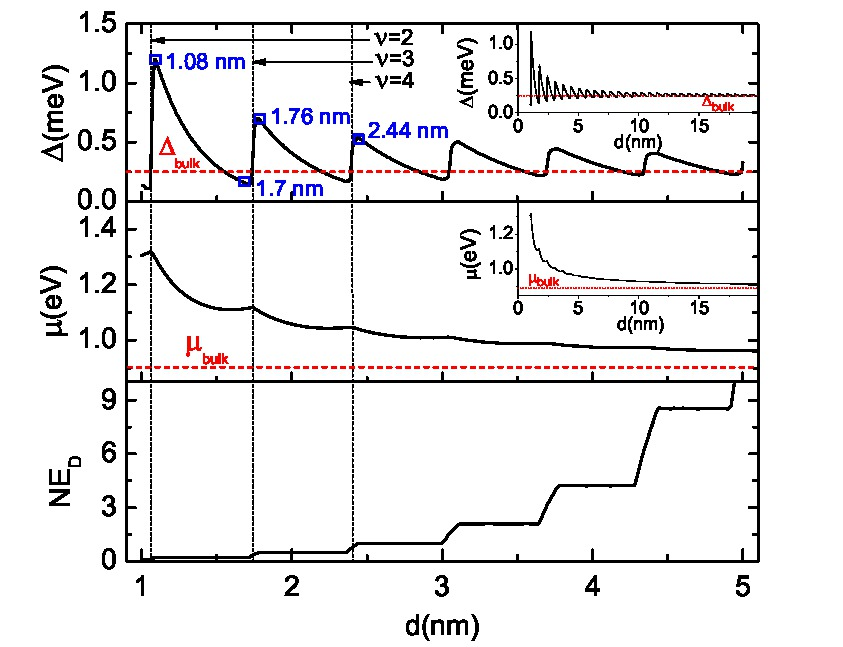 1.5
1.0
0.5
0.0
Δ(meV)
ν=2
ν=3
ν=4
1.08 nm
1.76 nm
2.44 nm
1.7 nm
Δbulk
1.0
0.5
0.0
Δ(meV)
Δbulk
0 5 10 15
d(nm)
1.4
1.2
1.0
μ(eV)
μbulk
1.2
1.0
μ(eV)
μbulk
0 5 10 15
d(nm)
9
6
3
0
NED
1 2 3 4 5
d(nm)